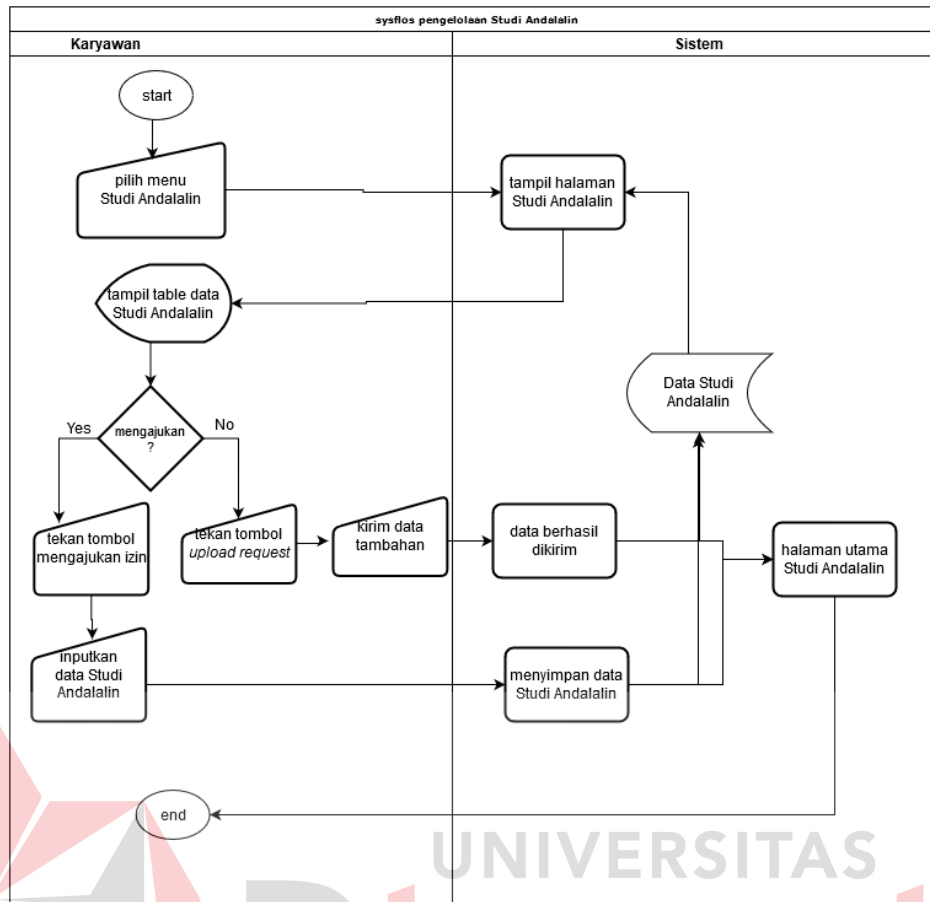 sysflos pengelolaan Studi Andalalin
Karyawan
Sistem
start
pilih menu
Studi Andalalin
tampil halaman
Studi Andalalin
tampil table data
Studi Andalalin
Data Studi
Andalalin
mengajukan
?
Yes
No
tekan tombol
mengajukan izin
tekan tombol
upload request
kirim data
tambahan
data berhasil
dikirim
halaman utama
Studi Andalalin
inputkan
data Studi
Andalalin
menyimpan data
Studi Andalalin
end
UNIVERSITAS